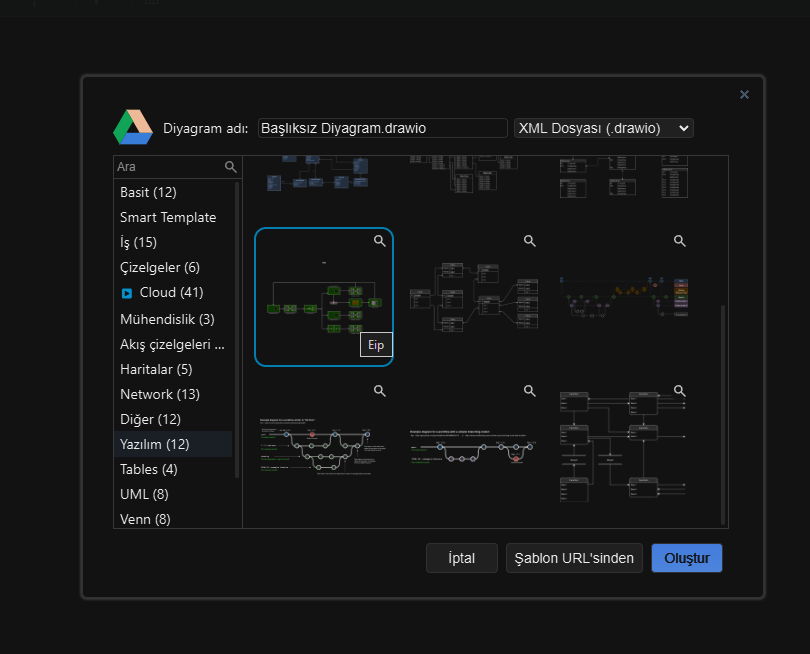 Diyagram adı:
Başlıksız Diyagram.drawio
XML Dosyası (.drawio)
Ara
Basit (12)
Smart Template
İş (15)
Çizelgeler (6)
Cloud (41)
Mühendislik (3)
Akış çizelgeleri ...
Haritalar (5)
Network (13)
Diğer (12)
Yazılım (12)
Tables (4)
UML (8)
Venn (8)
Eip
İptal
Şablon URL'sinden
Oluştur